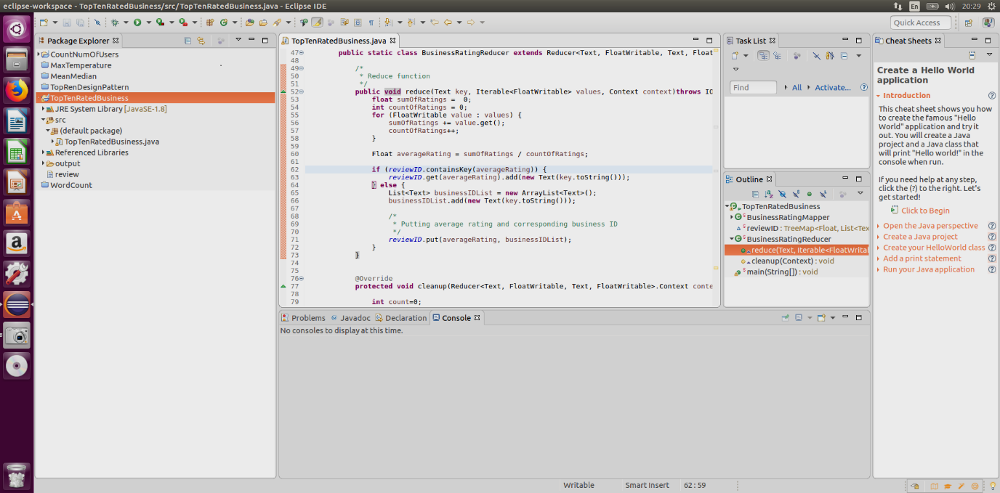 eclipse-workspace - TopTenRatedBusiness/src/TopTenRatedBusiness.java - Eclipse IDE
En
20:29
Quick Access
Package Explorer
CountNumOfUsers
MaxTemperature
MeanMedian
TopRenDesignPattern
TopTenRatedBusiness
JRE System Library [JavaSE-1.8]
src
(default package)
TopTenRatedBusiness.java
Referenced Libraries
output
review
WordCount
TopTenRatedBusiness.java
47 public static class BusinessRatingReducer extends Reducer<Text, FloatWritable, Text, Float
48
49 /*
50 * Reduce function
51 */
52 public void reduce(Text key, Iterable<FloatWritable> values, Context context)throws IO
53 float sumOfRatings = 0;
54 int countOfRatings = 0;
55 for (FloatWritable value : values) {
56 sumOfRatings += value.get();
57 countOfRatings++;
58 }
59
60 Float averageRating = sumOfRatings / countOfRatings;
61
62 if (reviewID.containsKey(averageRating)) {
63 reviewID.get(averageRating).add(new Text(key.toString()));
64 } else {
65 List<Text> businessIDList = new ArrayList<Text>();
66 businessIDList.add(new Text(key.toString()));
67
68 /*
69 * Putting average rating and corresponding business ID
70 */
71 reviewID.put(averageRating, businessIDList);
72 }
73 }
74
75
76 @Override
77 protected void cleanup(Reducer<Text, FloatWritable, Text, FloatWritable>.Context conte
78
79 int count=0;
Problems @ Javadoc Declaration Console
No consoles to display at this time.
Task List
Find
All
Activate...
Outline
TopTenRatedBusiness
BusinessRatingMapper
reviewID : TreeMap<Float, List<Tex
BusinessRatingReducer
reduce(Text, Iterable<FloatWrital
cleanup(Context) : void
main(String[]) : void
Cheat Sheets
Create a Hello World
application
Introduction
This cheat sheet shows you how
to create the famous "Hello
World" application and try it
out. You will create a Java
project and a Java class that
will print "Hello world!" in the
console when run.
If you need help at any step,
click the (?) to the right. Let's
get started!
Click to Begin
Open the Java perspective
Create a Java project
Create your HelloWorld class
Add a print statement
Run your Java application
Writable
Smart Insert
62 : 59